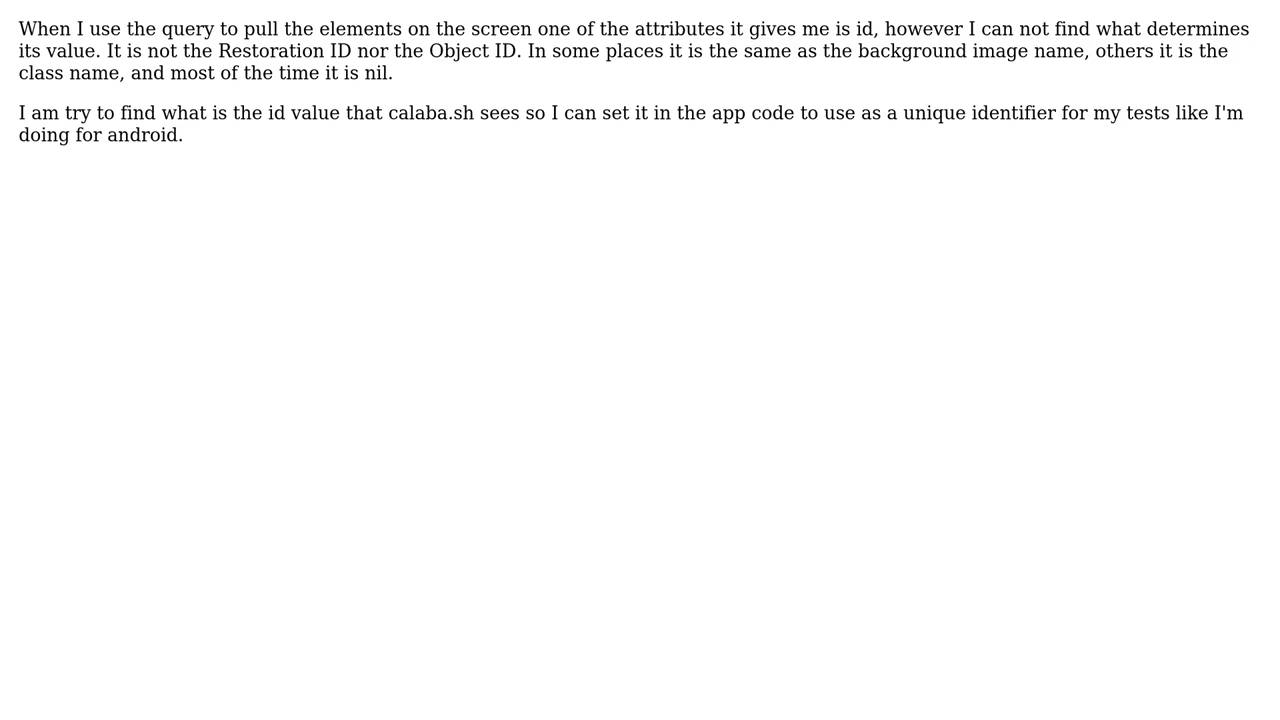 When I use the query to pull the elements on the screen one of the attributes it gives me is id, however I can not find what determines
its value. It is not the Restoration ID nor the Object ID. In some places it is the same as the background image name, others it is the
class name, and most of the time it is nil.
I am try to find what is the id value that calaba.sh sees so I can set it in the app code to use as a unique identifier for my tests like I'm
doing for android.